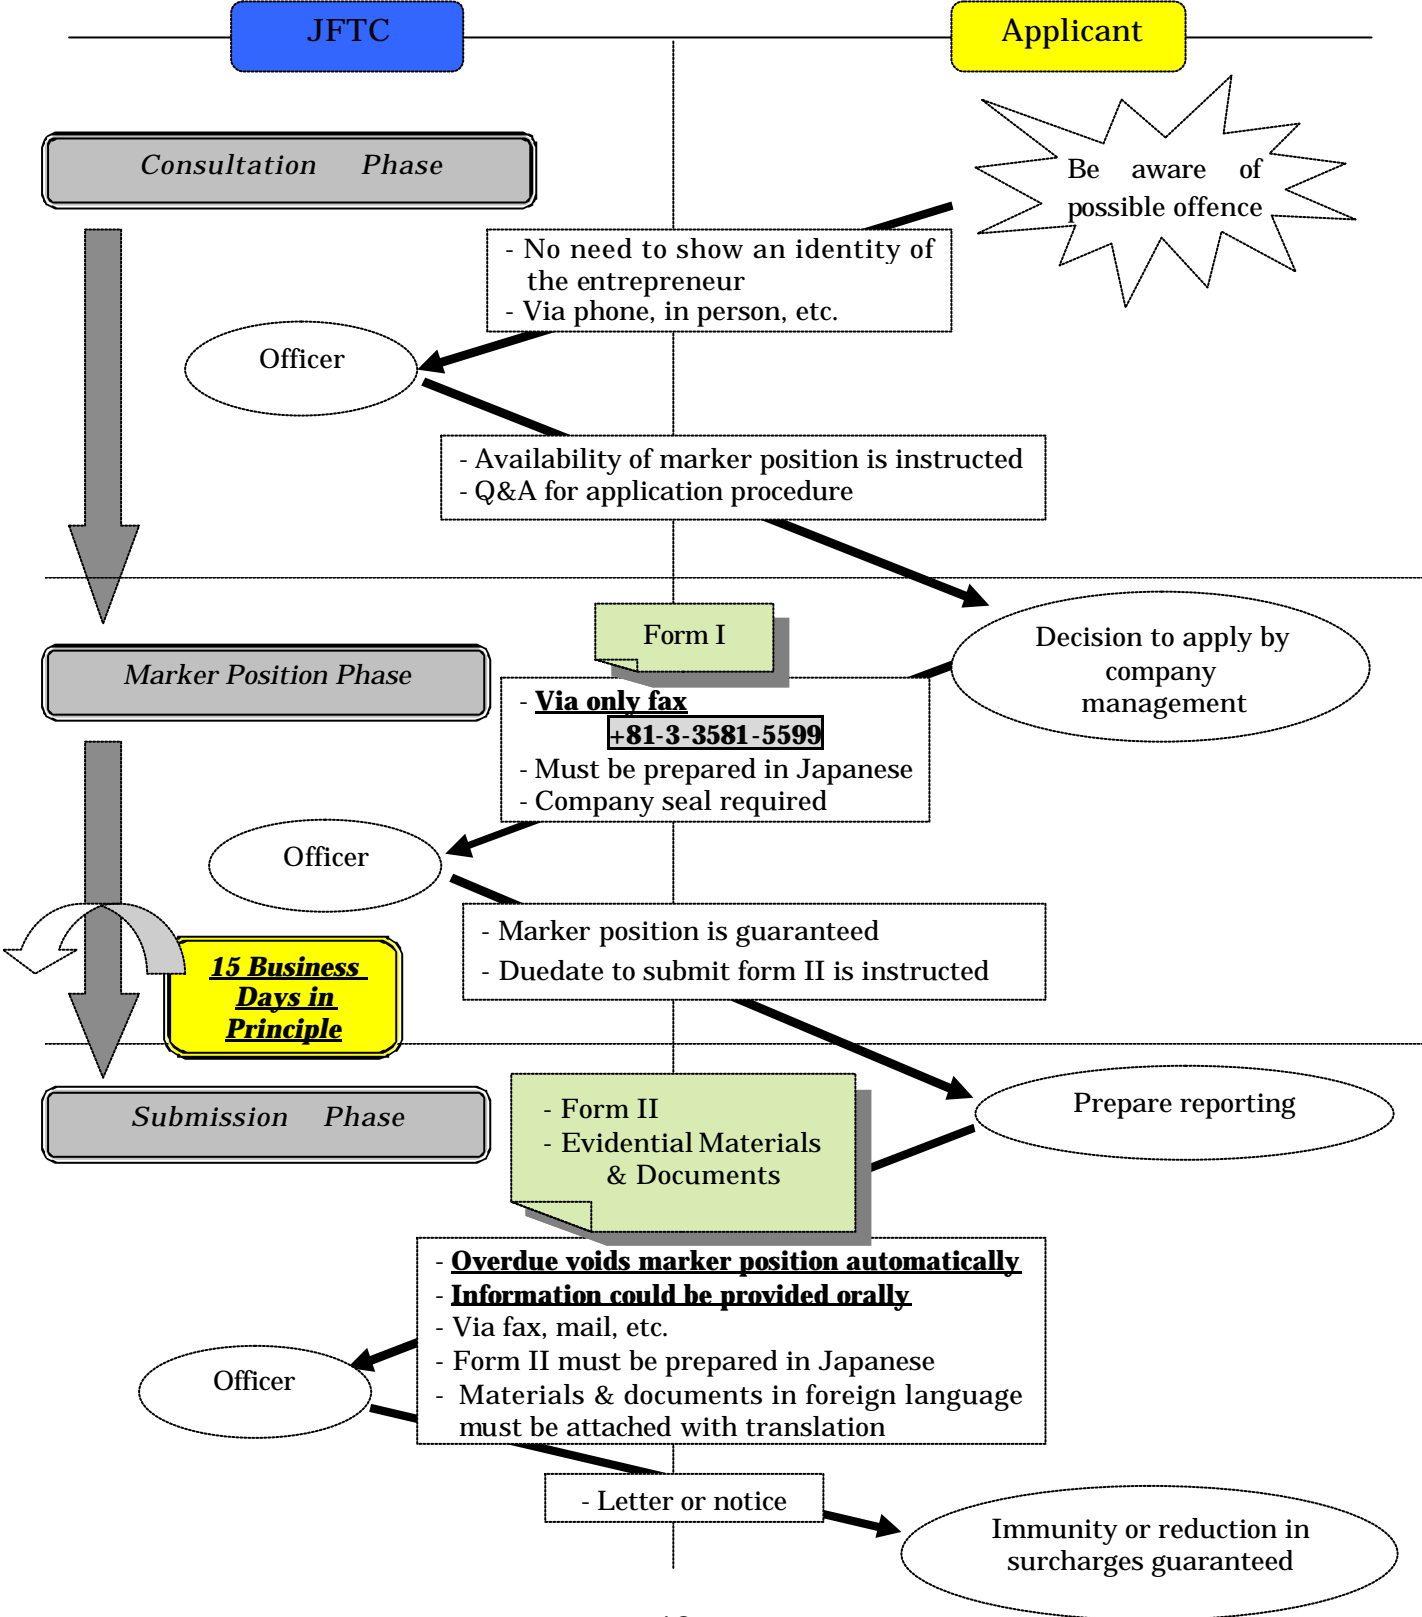 JFTC
Applicant
Consultation Phase
Be aware of
possible offence
- No need to show an identity of
the entrepreneur
- Via phone, in person, etc.
Officer
- Availability of marker position is instructed
- Q&A for application procedure
Form I
Decision to apply by
company
management
Marker Position Phase
- Via only fax
+81-3-3581-5599
- Must be prepared in Japanese
- Company seal required
Officer
- Marker position is guaranteed
- Duedate to submit form II is instructed
15 Business
Days in
Principle
Submission Phase
- Form II
- Evidential Materials
& Documents
Prepare reporting
- Overdue voids marker position automatically
- Information could be provided orally
- Via fax, mail, etc.
- Form II must be prepared in Japanese
- Materials & documents in foreign language
must be attached with translation
Officer
- Letter or notice
Immunity or reduction in
surcharges guaranteed